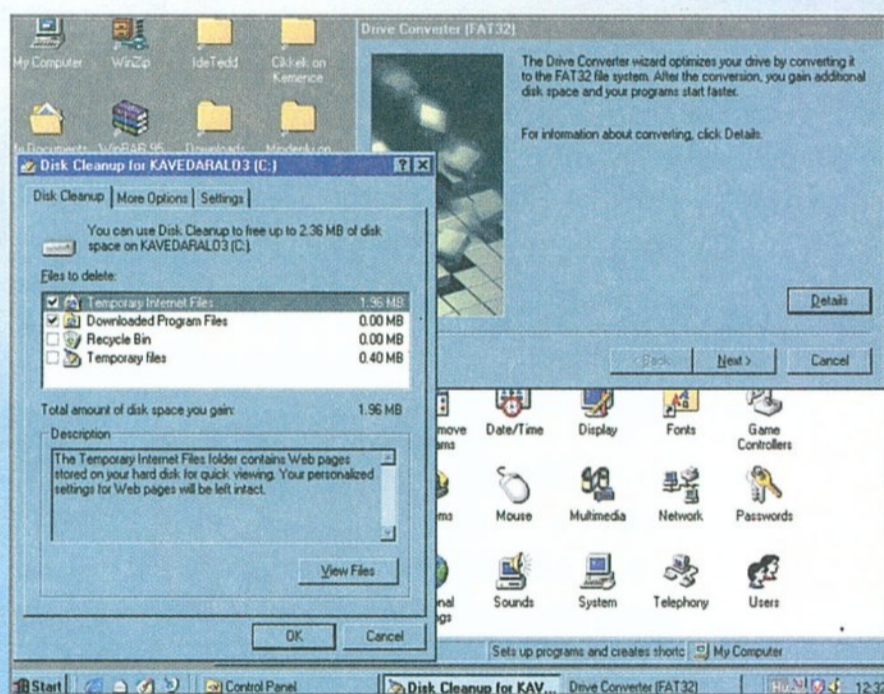 My Computer
WinZip
IdeTedd
Cikkek on
Kemence
My Documents
WinRAR 95
Downloads
Drive Converter (FAT32)
The Drive Converter wizard optimizes your drive by converting it
to the FAT32 file system. After the conversion, you gain additional
disk space and your programs start faster.
For information about converting, click Details.
Details
<Back
Next >
Cancel
Disk Cleanup for KAVEDARALO3 (C:)
Disk Cleanup
More Options
Settings
You can use Disk Cleanup to free up to 2.36 MB of disk
space on KAVEDARALO3 (C:).
Files to delete:
Temporary Internet Files 1.96 MB
Downloaded Program Files 0.00 MB
Recycle Bin 0.00 MB
Temporary files 0.40 MB
Total amount of disk space you gain: 1.96 MB
Description
The Temporary Internet Files folder contains Web pages
stored on your hard disk for quick viewing. Your personalized
settings for Web pages will be left intact.
View Files
OK
Cancel
move
ams
Date/Time
Display
Fonts
Game
Controllers
ms
Mouse
Multimedia
Network
Passwords
onal
ngs
Sounds
System
Telephony
Users
Sets up programs and creates shortc
My Computer
Start
Control Panel
Disk Cleanup for KAV...
Drive Converter (FAT32)